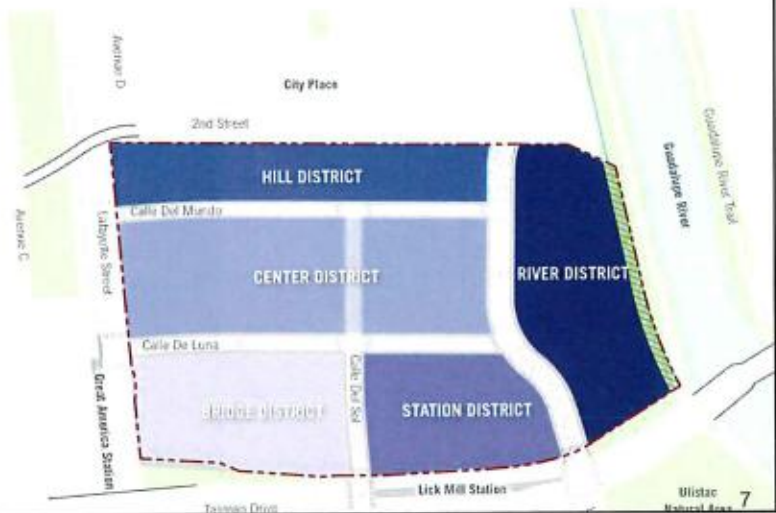 Avenue D
City Place
2nd Street
Guadalupe River Trail
Guadalupe River
HILL DISTRICT
Calle Del Mundo
Avenue C
Lafayette Street
CENTER DISTRICT
RIVER DISTRICT
Calle De Luna
Great America Station
Calle Del Sol
BRIDGE DISTRICT
STATION DISTRICT
Lick Mill Station
Tasman Drive
Ulistac
Natural Area
7